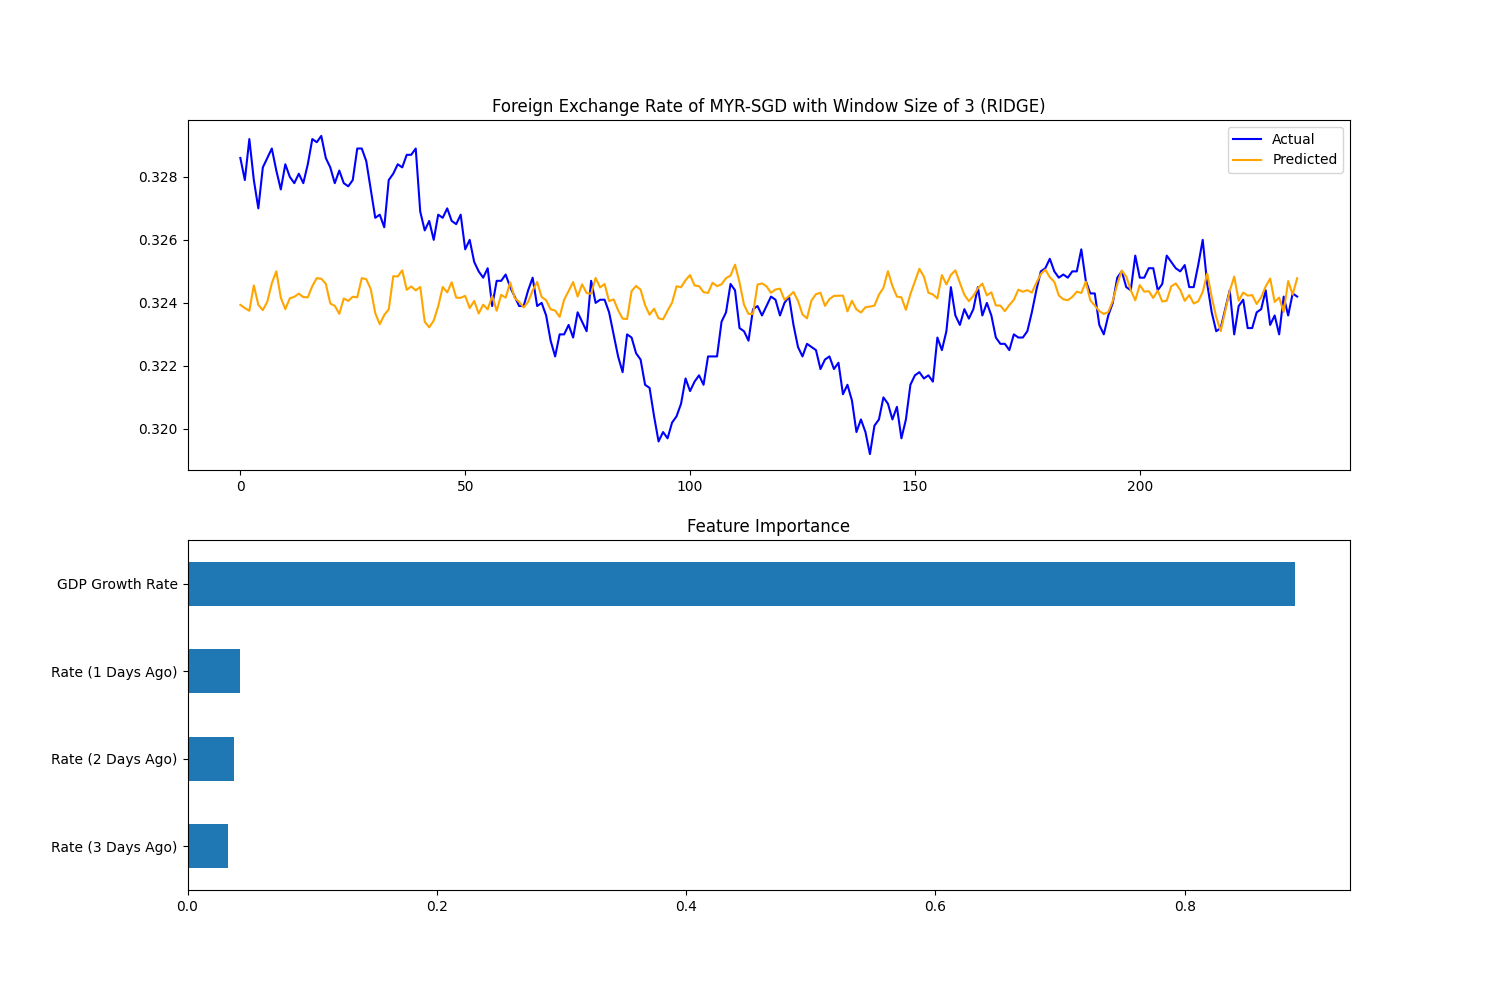 Foreign Exchange Rate of MYR-SGD with Window Size of 3 (RIDGE)
Actual
Predicted
0.328
0.326
0.324
0.322
0.320
0 50 100 150 200
Feature Importance
GDP Growth Rate
Rate (1 Days Ago)
Rate (2 Days Ago)
Rate (3 Days Ago)
0.0 0.2 0.4 0.6 0.8